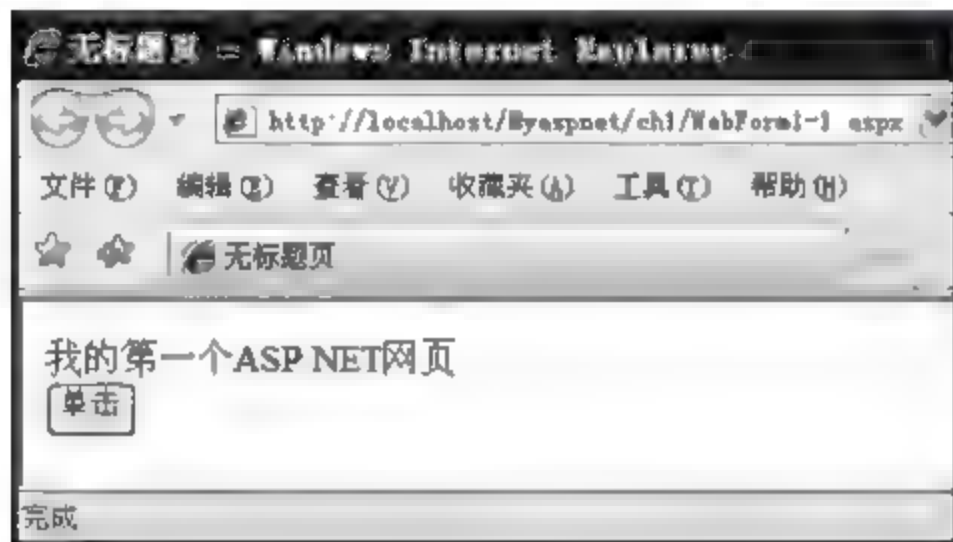 无标题页 - Windows Internet Explorer
http://localhost/Myaspnet/ch1/WebForm1-1 aspx
文件(F) 编辑(E) 查看(V) 收藏夹(A) 工具(T) 帮助(H)
无标题页
我的第一个ASP NET网页
单击
完成